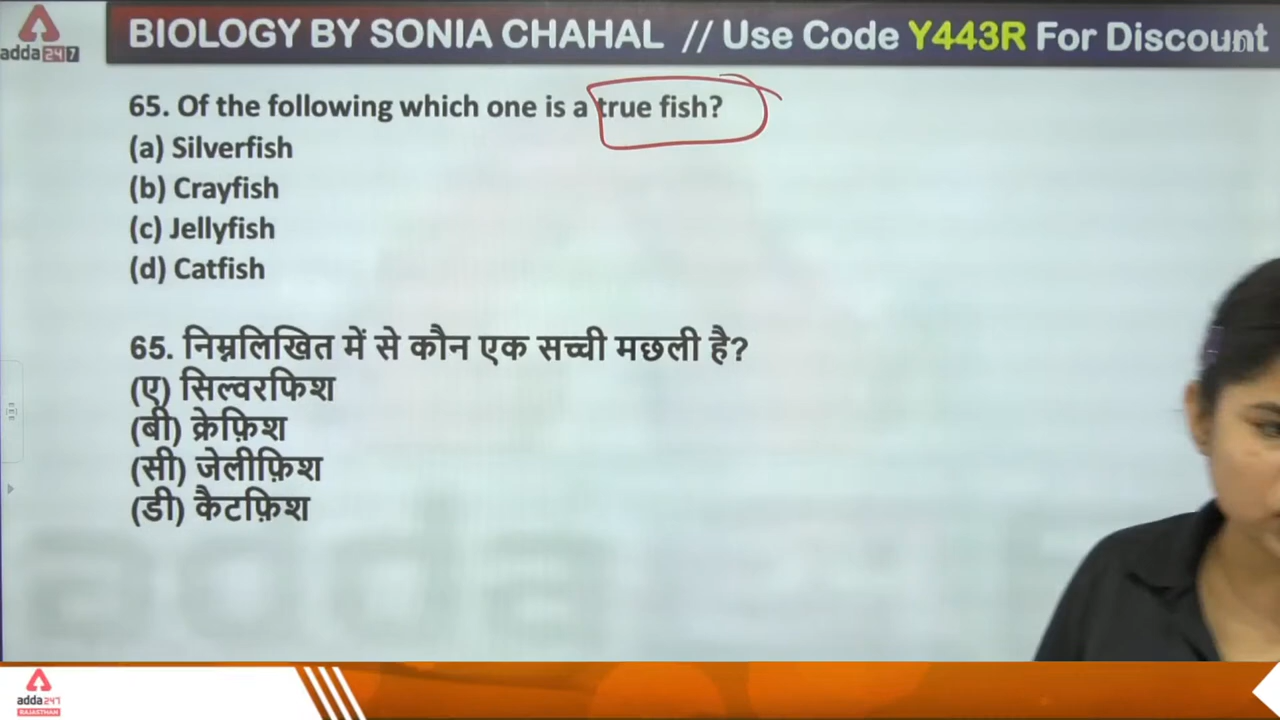 BIOLOGY BY SONIA CHAHAL // Use Code Y443R For Discount
adda247
65. Of the following which one is a true fish?
(a) Silverfish
(b) Crayfish
(c) Jellyfish
(d) Catfish
65. निम्नलिखित में से कौन एक सच्ची मछली है?
(ए) सिल्वरफिश
(बी) क्रेफ़िश
(सी) जेलीफ़िश
(डी) कैटफ़िश
adda
adda247
RAJASTHAN